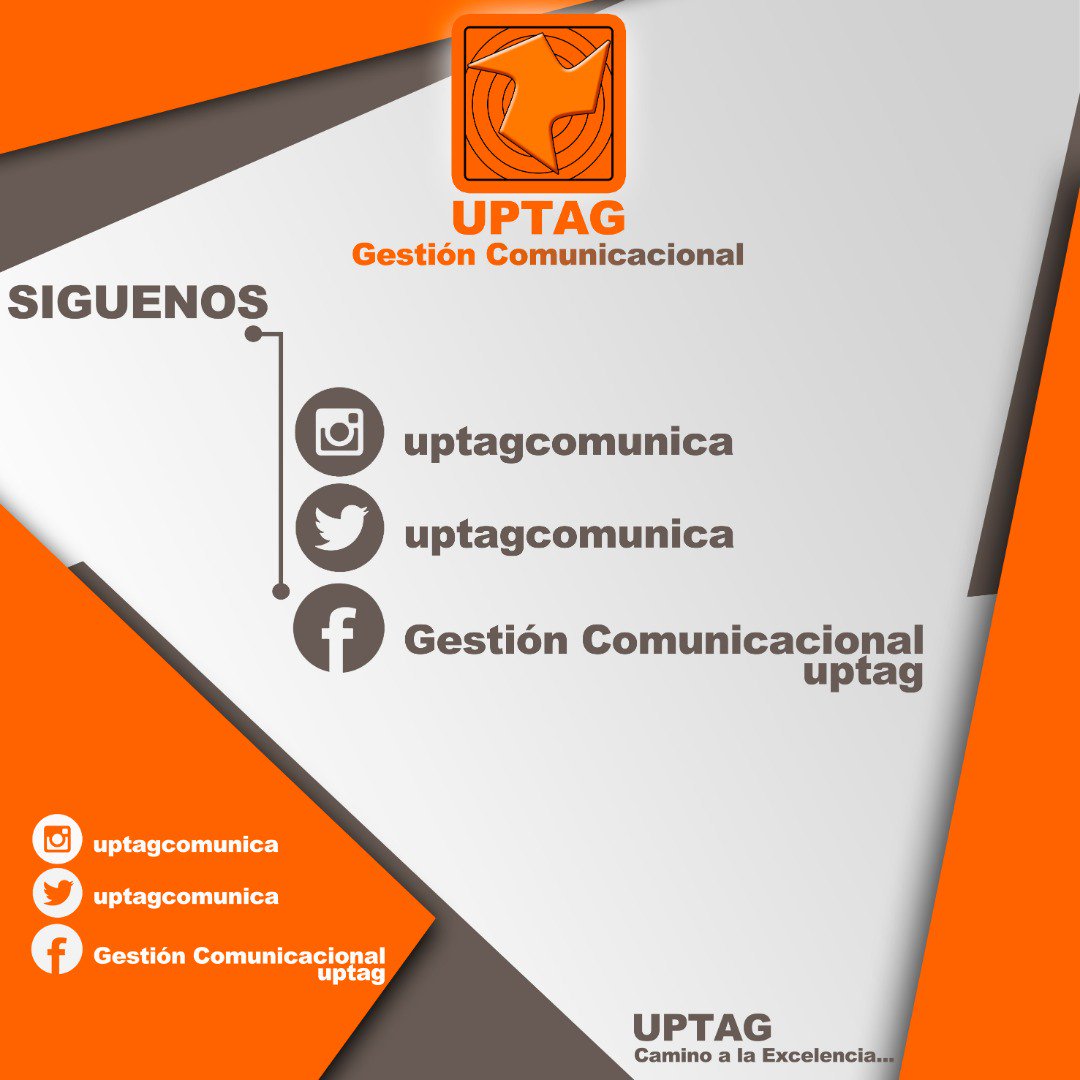 UPTAG
Gestión Comunicacional
SIGUENOS
uptagcomunica
uptagcomunica
Gestión Comunicacional
uptag
uptagcomunica
uptagcomunica
Gestión Comunicacional
uptag
UPTAG
Camino a la Excelencia...